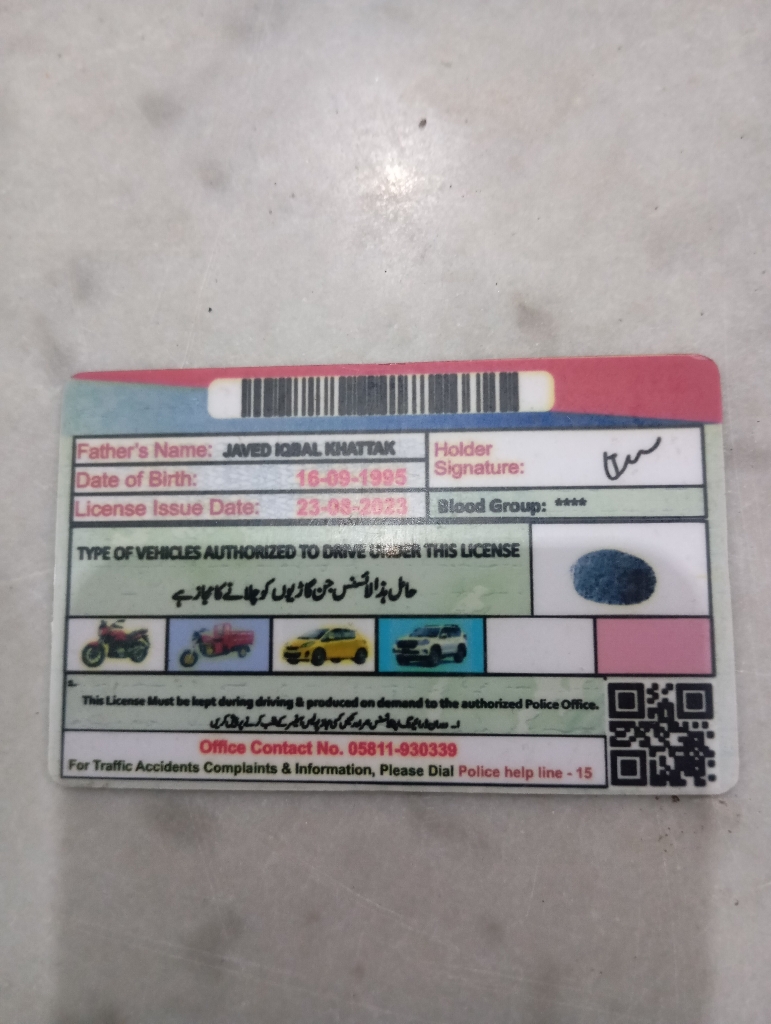 Father's Name: JAVED IQBAL KHATTAK
Holder Signature:
Date of Birth: 16-09-1995
License Issue Date: 23-08-2023
Blood Group: ****
TYPE OF VEHICLES AUTHORIZED TO DRIVE UNDER THIS LICENSE
حامل ہذا لائسنس جن گاڑیوں کو چلانے کا مجاز ہے
This License Must be kept during driving & produced on demand to the authorized Police Office.
Office Contact No. 05811-930339
For Traffic Accidents Complaints & Information, Please Dial Police help line - 15